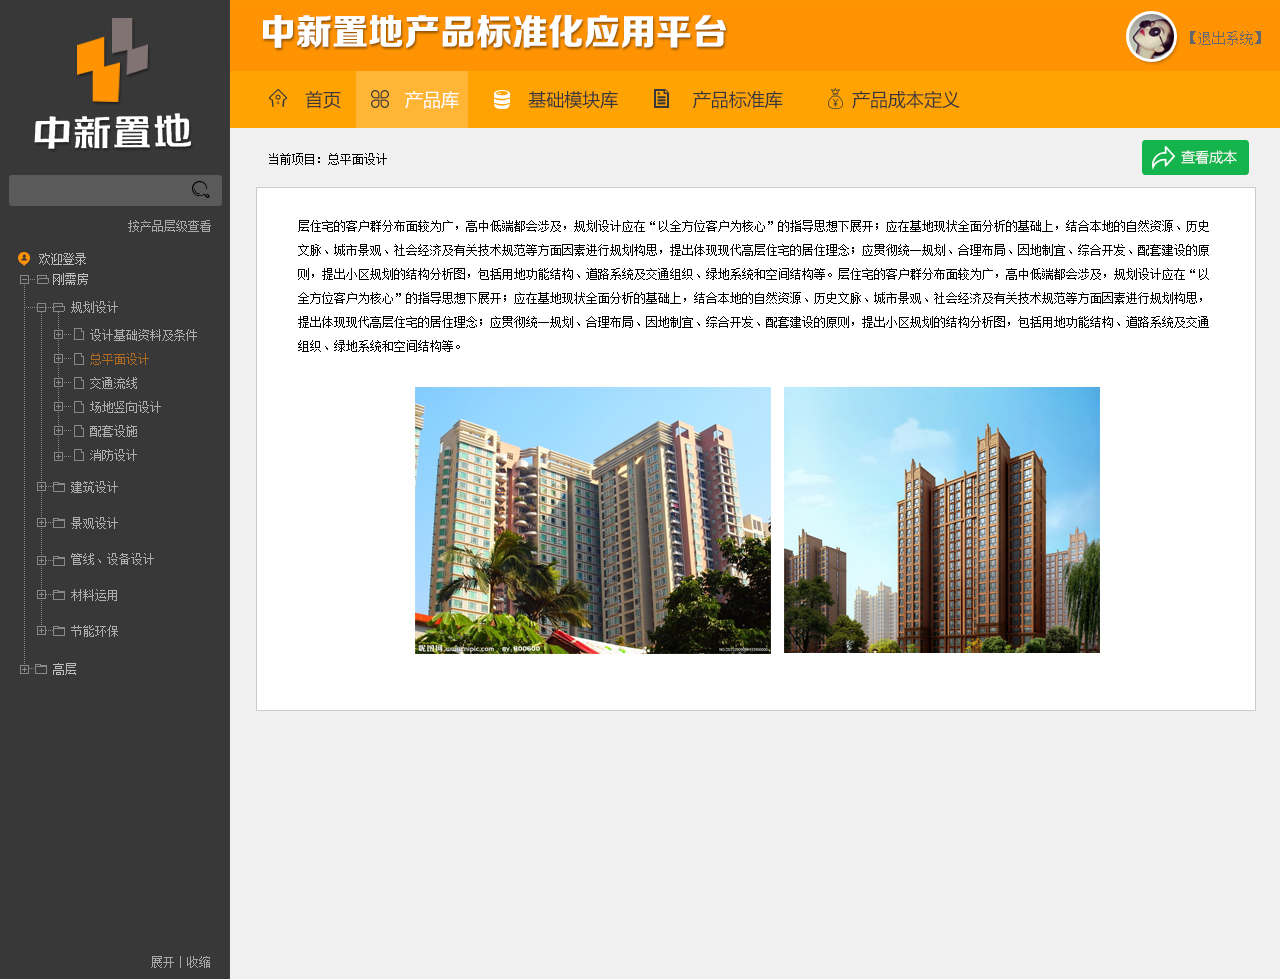 中新置地
中新置地产品标准化应用平台
【退出系统】
首页
产品库
基础模块库
产品标准库
产品成本定义
按产品层级查看
欢迎登录
刚需房
规划设计
设计基础资料及条件
总平面设计
交通流线
场地竖向设计
配套设施
消防设计
建筑设计
景观设计
管线、设备设计
材料运用
节能环保
高层
展开 | 收缩
当前项目：总平面设计
查看成本
层住宅的客户群分布面较为广，高中低端都会涉及，规划设计应在“以全方位客户为核心”的指导思想下展开；应在基地现状全面分析的基础上，结合本地的自然资源、历史
文脉、城市景观、社会经济及有关技术规范等方面因素进行规划构思，提出体现现代高层住宅的居住理念；应贯彻统一规划、合理布局、因地制宜、综合开发、配套建设的原
则，提出小区规划的结构分析图，包括用地功能结构、道路系统及交通组织、绿地系统和空间结构等。层住宅的客户群分布面较为广，高中低端都会涉及，规划设计应在“以
全方位客户为核心”的指导思想下展开；应在基地现状全面分析的基础上，结合本地的自然资源、历史文脉、城市景观、社会经济及有关技术规范等方面因素进行规划构思，
提出体现现代高层住宅的居住理念；应贯彻统一规划、合理布局、因地制宜、综合开发、配套建设的原则，提出小区规划的结构分析图，包括用地功能结构、道路系统及交通
组织、绿地系统和空间结构等。
昵图网